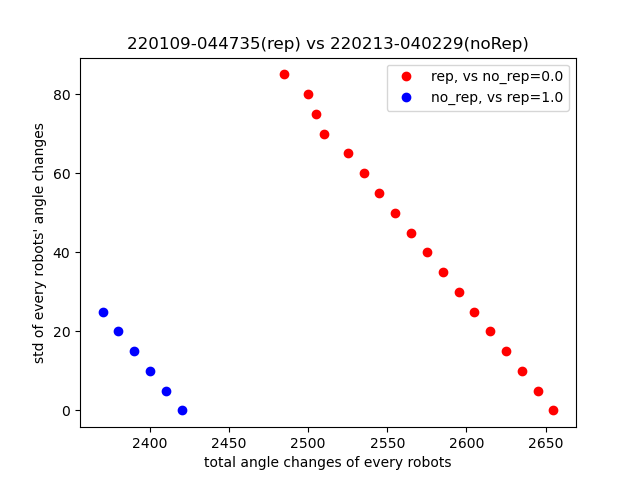 220109-044735(rep) vs 220213-040229(noRep)
rep, vs no_rep=0.0
no_rep, vs rep=1.0
80
60
40
20
0
std of every robots' angle changes
2400 2450 2500 2550 2600 2650
total angle changes of every robots